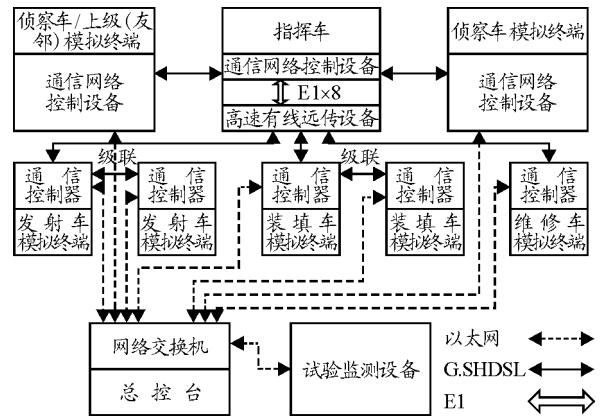 侦察车/上级(友
邻)模拟终端
通信网络
控制设备
指挥车
通信网络控制设备
E1×8
高速有线远传设备
侦察车模拟终端
通信网络
控制设备
级联
级联
通信
控制器
发射车
模拟终端
通信
控制器
发射车
模拟终端
通信
控制器
装填车
模拟终端
通信
控制器
装填车
模拟终端
通信
控制器
维修车
模拟终端
网络交换机
总控台
试验监测设备
以太网
G.SHDSL
E1